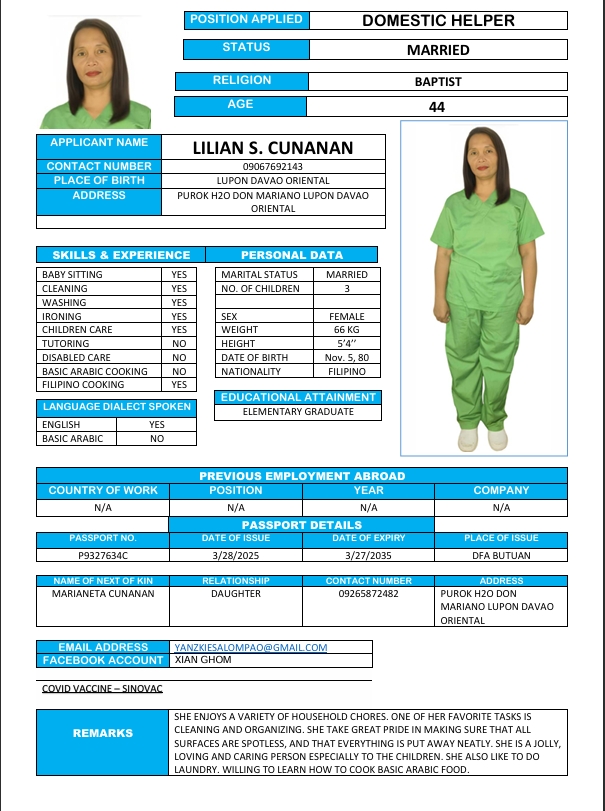 POSITION APPLIED DOMESTIC HELPER
STATUS MARRIED
RELIGION BAPTIST
AGE 44
APPLICANT NAME LILIAN S. CUNANAN
CONTACT NUMBER 09067692143
PLACE OF BIRTH LUPON DAVAO ORIENTAL
ADDRESS PUROK H2O DON MARIANO LUPON DAVAO
ORIENTAL
SKILLS & EXPERIENCE
BABY SITTING YES
CLEANING YES
WASHING YES
IRONING YES
CHILDREN CARE YES
TUTORING NO
DISABLED CARE NO
BASIC ARABIC COOKING NO
FILIPINO COOKING YES
LANGUAGE DIALECT SPOKEN
ENGLISH YES
BASIC ARABIC NO
PERSONAL DATA
MARITAL STATUS MARRIED
NO. OF CHILDREN 3
SEX FEMALE
WEIGHT 66 KG
HEIGHT 5'4''
DATE OF BIRTH Nov. 5, 80
NATIONALITY FILIPINO
EDUCATIONAL ATTAINMENT
ELEMENTARY GRADUATE
PREVIOUS EMPLOYMENT ABROAD
COUNTRY OF WORK POSITION YEAR COMPANY
N/A N/A N/A N/A
PASSPORT DETAILS
PASSPORT NO. DATE OF ISSUE DATE OF EXPIRY PLACE OF ISSUE
P9327634C 3/28/2025 3/27/2035 DFA BUTUAN
NAME OF NEXT OF KIN RELATIONSHIP CONTACT NUMBER ADDRESS
MARIANETA CUNANAN DAUGHTER 09265872482 PUROK H2O DON
MARIANO LUPON DAVAO
ORIENTAL
EMAIL ADDRESS YANZKIESALOMPAO@GMAIL.COM
FACEBOOK ACCOUNT XIAN GHOM
COVID VACCINE – SINOVAC
REMARKS
SHE ENJOYS A VARIETY OF HOUSEHOLD CHORES. ONE OF HER FAVORITE TASKS IS
CLEANING AND ORGANIZING. SHE TAKE GREAT PRIDE IN MAKING SURE THAT ALL
SURFACES ARE SPOTLESS, AND THAT EVERYTHING IS PUT AWAY NEATLY. SHE IS A JOLLY,
LOVING AND CARING PERSON ESPECIALLY TO THE CHILDREN. SHE ALSO LIKE TO DO
LAUNDRY. WILLING TO LEARN HOW TO COOK BASIC ARABIC FOOD.